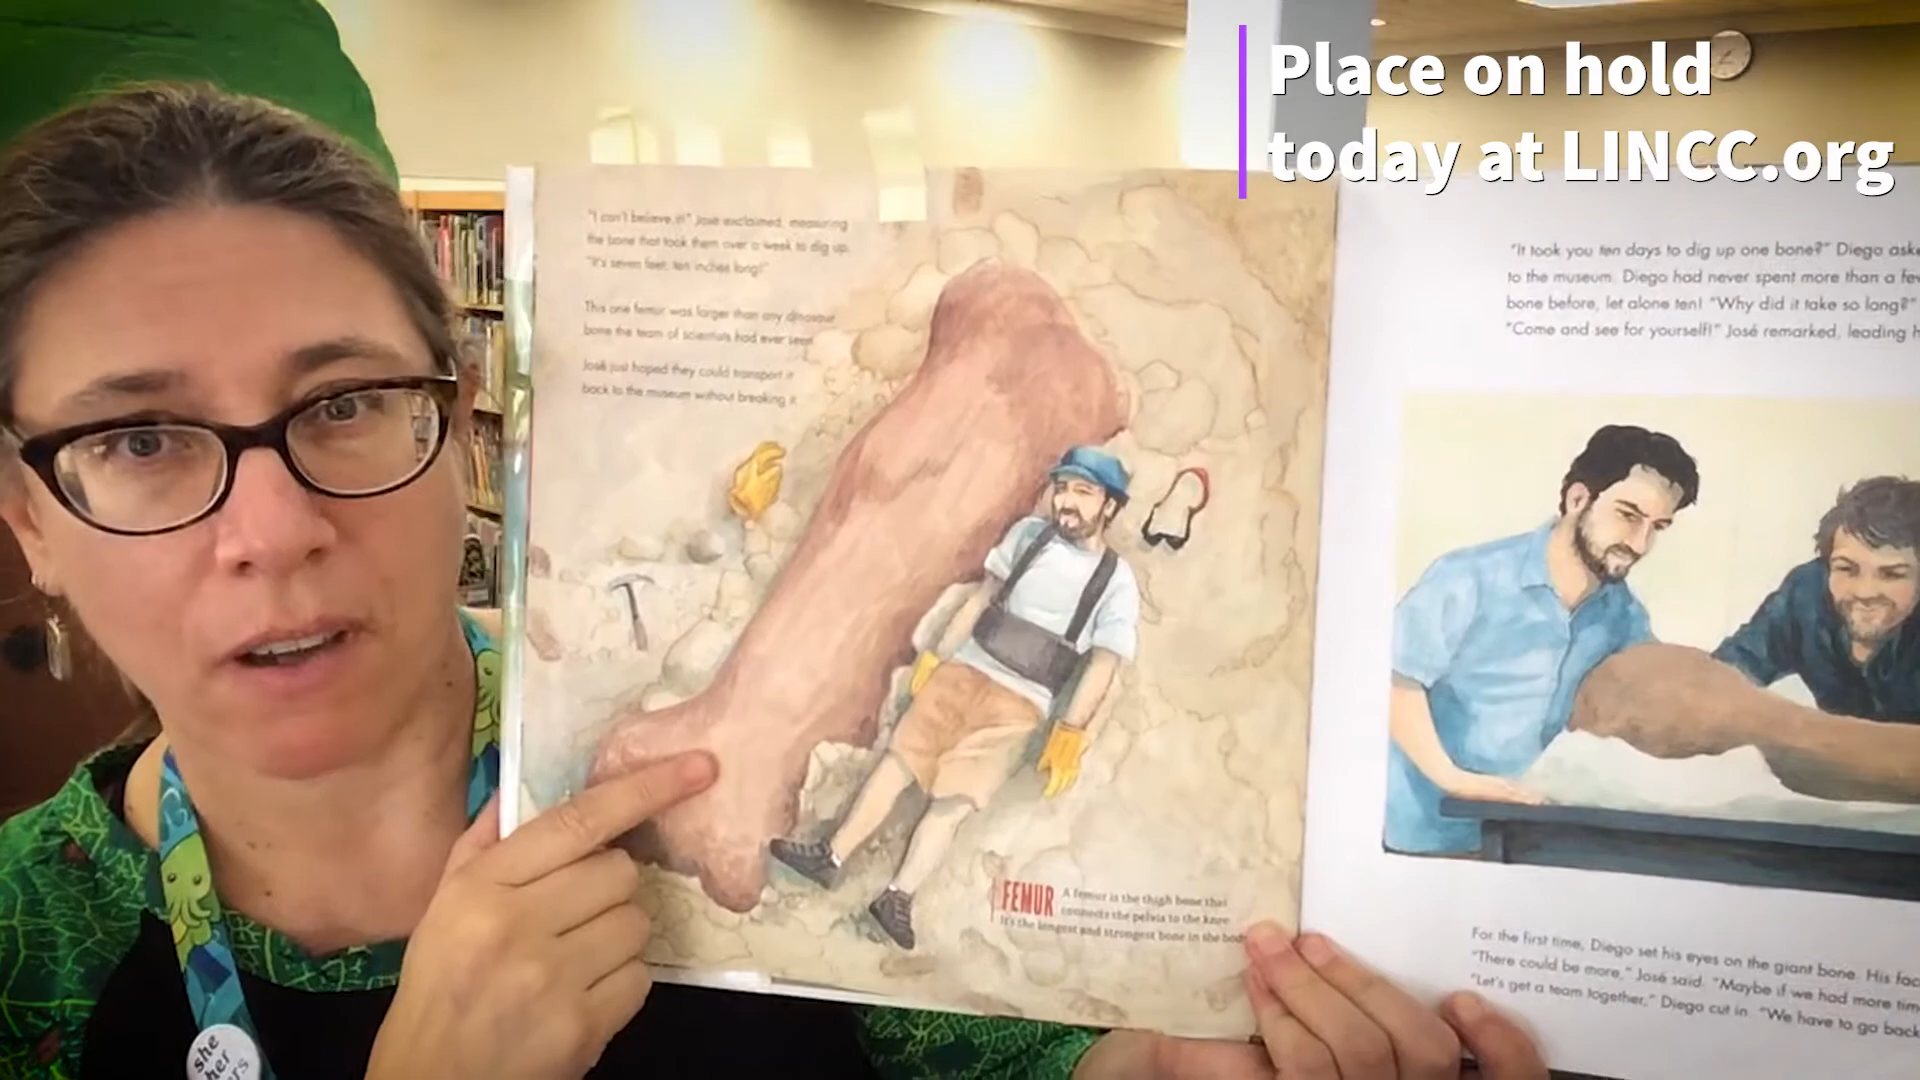 Place on hold
today at LINCC.org
"I can't believe it!" José exclaimed, measuring
the bone that took them over a week to dig up.
"It's seven feet, ten inches long!"
This one femur was larger than any dinosaur
bone the team of scientists had ever seen.
José just hoped they could transport it
back to the museum without breaking it.
FEMUR A femur is the thigh bone that
connects the pelvis to the knee.
It's the longest and strongest bone in the body
"It took you ten days to dig up one bone?" Diego aske
to the museum. Diego had never spent more than a few
bone before, let alone ten! "Why did it take so long?"
"Come and see for yourself!" José remarked, leading h
For the first time, Diego set his eyes on the giant bone. His fac
"There could be more," José said. "Maybe if we had more tim
"Let's get a team together," Diego cut in. "We have to go back
she
her
ers